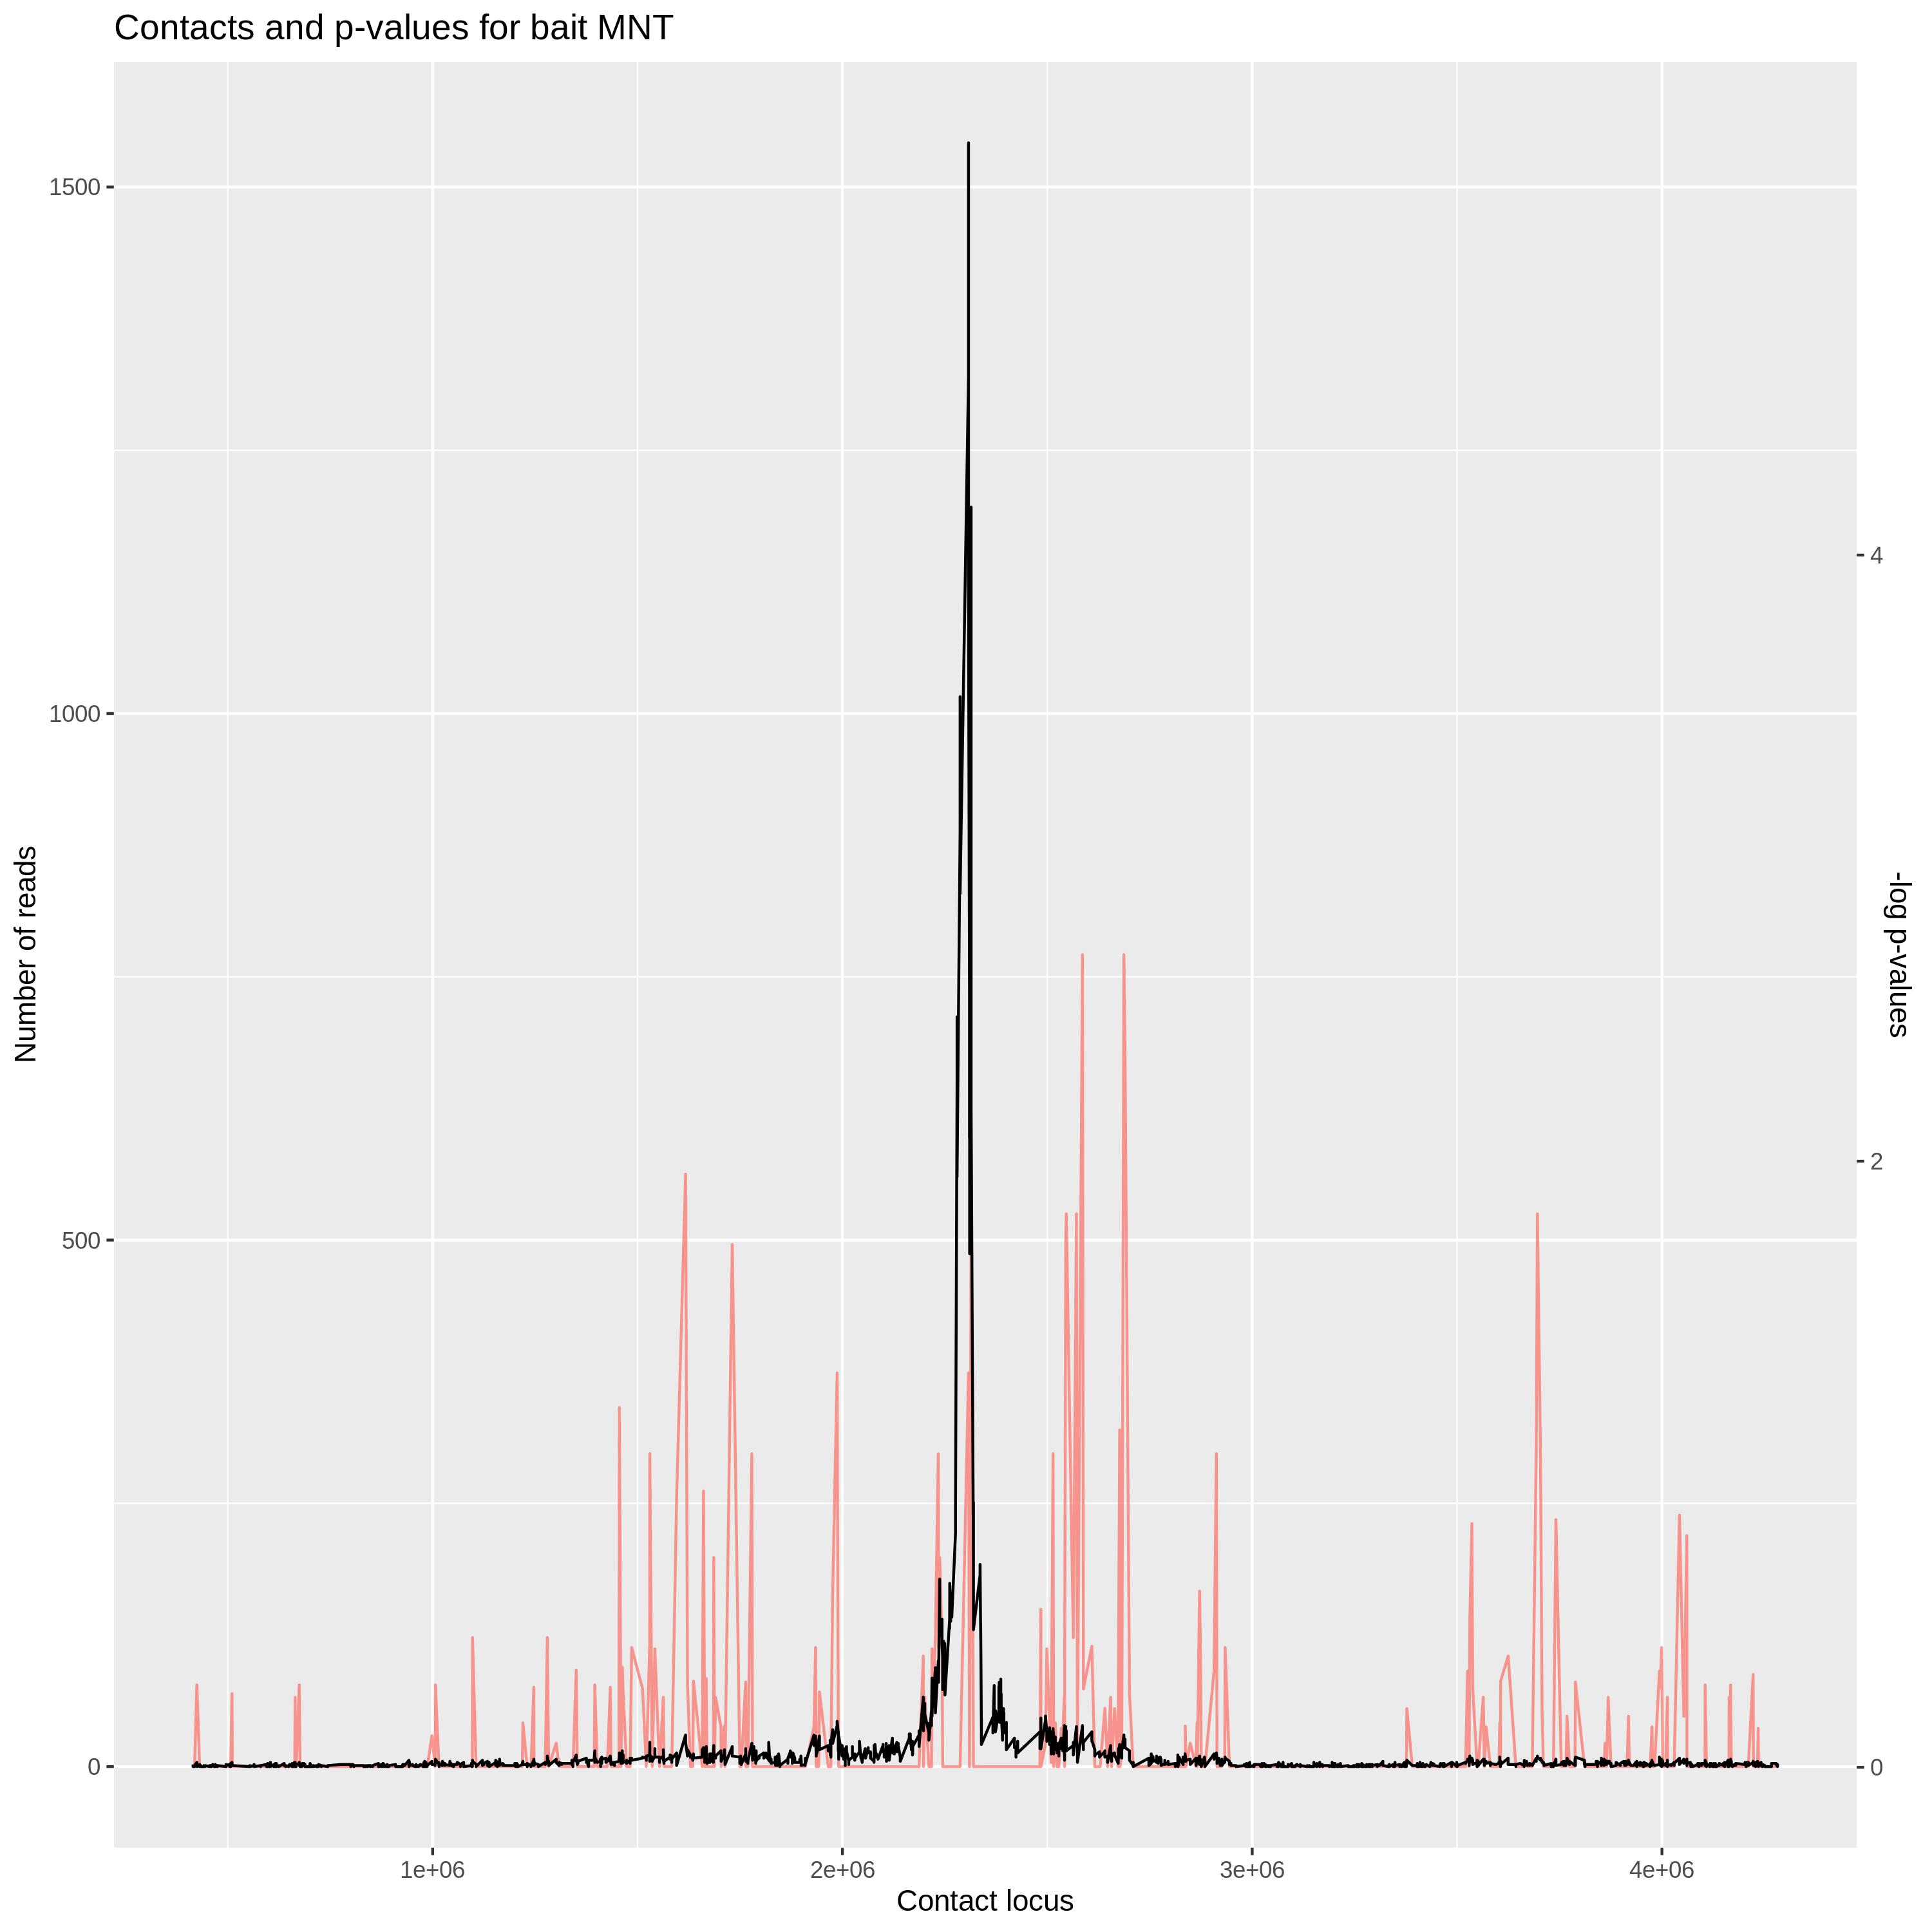 Contacts and p-values for bait MNT
1500
1000
500
0
Number of reads
4
2
0
-log p-values
1e+06
2e+06
3e+06
4e+06
Contact locus